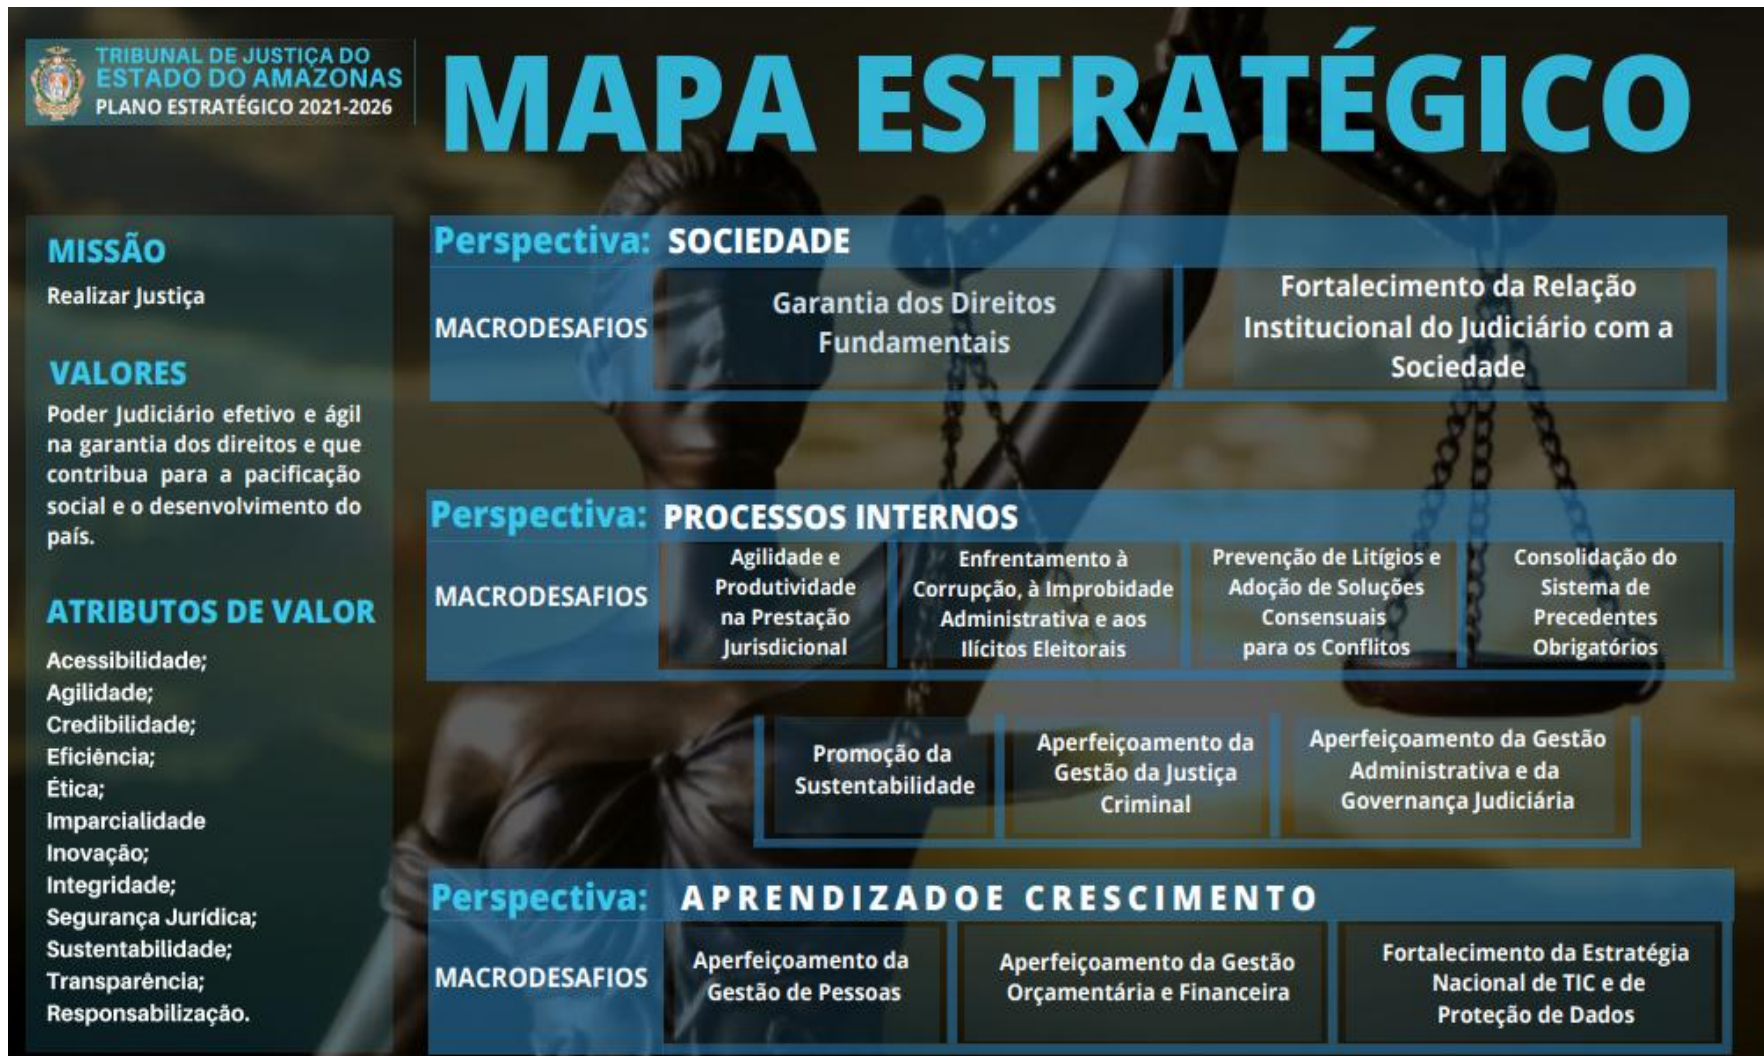 TRIBUNAL DE JUSTIÇA DO
ESTADO DO AMAZONAS
PLANO ESTRATÉGICO 2021-2026
MAPA ESTRATÉGICO
MISSÃO
Realizar Justiça
VALORES
Poder Judiciário efetivo e ágil
na garantia dos direitos e que
contribua para a pacificação
social e o desenvolvimento do
país.
ATRIBUTOS DE VALOR
Acessibilidade;
Agilidade;
Credibilidade;
Eficiência;
Ética;
Imparcialidade
Inovação;
Integridade;
Segurança Jurídica;
Sustentabilidade;
Transparência;
Responsabilização.
Perspectiva: SOCIEDADE
MACRODESAFIOS
Garantia dos Direitos
Fundamentais
Fortalecimento da Relação
Institucional do Judiciário com a
Sociedade
Perspectiva: PROCESSOS INTERNOS
MACRODESAFIOS
Agilidade e
Produtividade
na Prestação
Jurisdicional
Enfrentamento à
Corrupção, à Improbidade
Administrativa e aos
Ilícitos Eleitorais
Prevenção de Litígios e
Adoção de Soluções
Consensuais
para os Conflitos
Consolidação do
Sistema de
Precedentes
Obrigatórios
Promoção da
Sustentabilidade
Aperfeiçoamento da
Gestão da Justiça
Criminal
Aperfeiçoamento da Gestão
Administrativa e da
Governança Judiciária
Perspectiva: APRENDIZADOE CRESCIMENTO
MACRODESAFIOS
Aperfeiçoamento da
Gestão de Pessoas
Aperfeiçoamento da Gestão
Orçamentária e Financeira
Fortalecimento da Estratégia
Nacional de TIC e de
Proteção de Dados